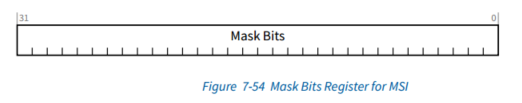 31 0
Mask Bits
Figure 7-54 Mask Bits Register for MSI